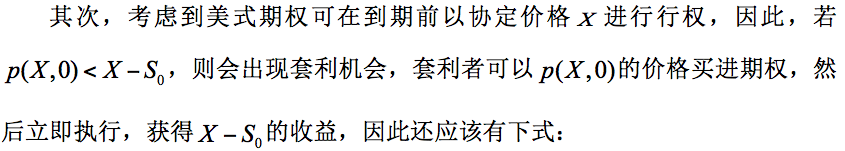 其次，考虑到美式期权可在到期前以协定价格 X 进行行权，因此，若
p(X,0) < X − S₀，则会出现套利机会，套利者可以 p(X,0)的价格买进期权，然
后立即执行，获得 X − S₀的收益，因此还应该有下式：